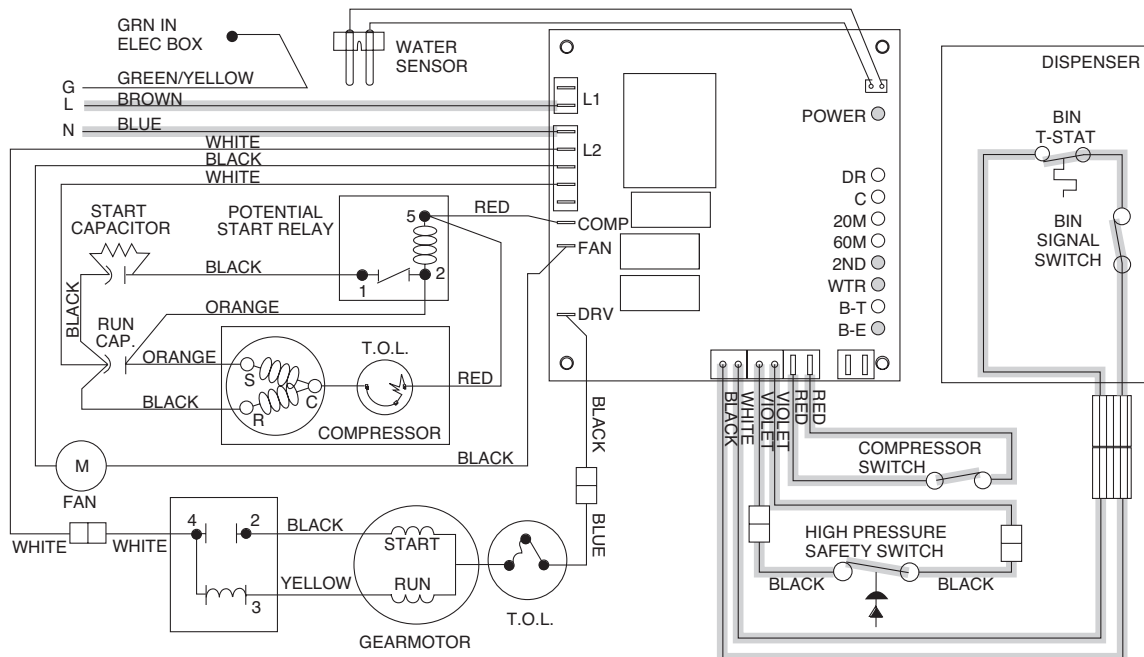 GRN IN
ELEC BOX
WATER
SENSOR
DISPENSER
G
GREEN/YELLOW
L
BROWN
L1
POWER
N
BLUE
WHITE
L2
BLACK
WHITE
BIN
T-STAT
START
CAPACITOR
POTENTIAL
START RELAY
5
RED
COMP
FAN
DR
C
20M
60M
2ND
WTR
B-T
B-E
BIN
SIGNAL
SWITCH
BLACK
1
2
ORANGE
BLACK
RUN
CAP.
DRV
ORANGE
T.O.L.
S
C
R
RED
BLACK
COMPRESSOR
BLACK
WHITE
VIOLET
VIOLET
RED
RED
BLACK
COMPRESSOR
SWITCH
M
FAN
BLACK
4
2
BLACK
START
WHITE
WHITE
BLUE
HIGH PRESSURE
SAFETY SWITCH
YELLOW
RUN
3
BLACK
BLACK
T.O.L.
GEARMOTOR